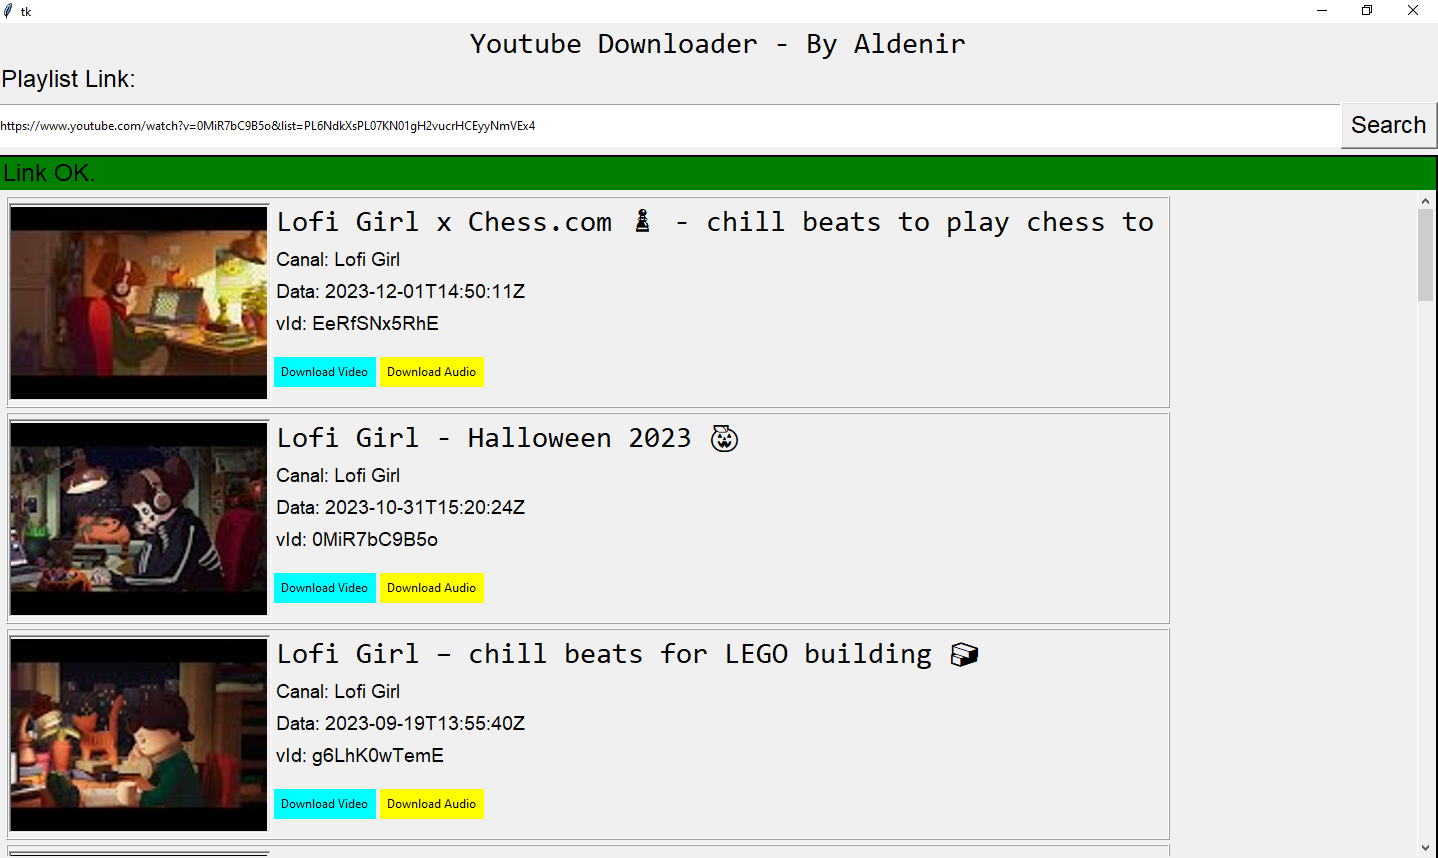 tk
Youtube Downloader - By Aldenir
Playlist Link:
https://www.youtube.com/watch?v=0MiR7bC9B5o&list=PL6NdkXsPL07KN01gH2vucrHCEyyNmVEx4
Search
Link OK.
Lofi Girl x Chess.com ♟ - chill beats to play chess to
Canal: Lofi Girl
Data: 2023-12-01T14:50:11Z
vId: EeRfSNx5RhE
Download Video Download Audio
Lofi Girl - Halloween 2023 🎃
Canal: Lofi Girl
Data: 2023-10-31T15:20:24Z
vId: 0MiR7bC9B5o
Download Video Download Audio
Lofi Girl – chill beats for LEGO building 🧱
Canal: Lofi Girl
Data: 2023-09-19T13:55:40Z
vId: g6LhK0wTemE
Download Video Download Audio